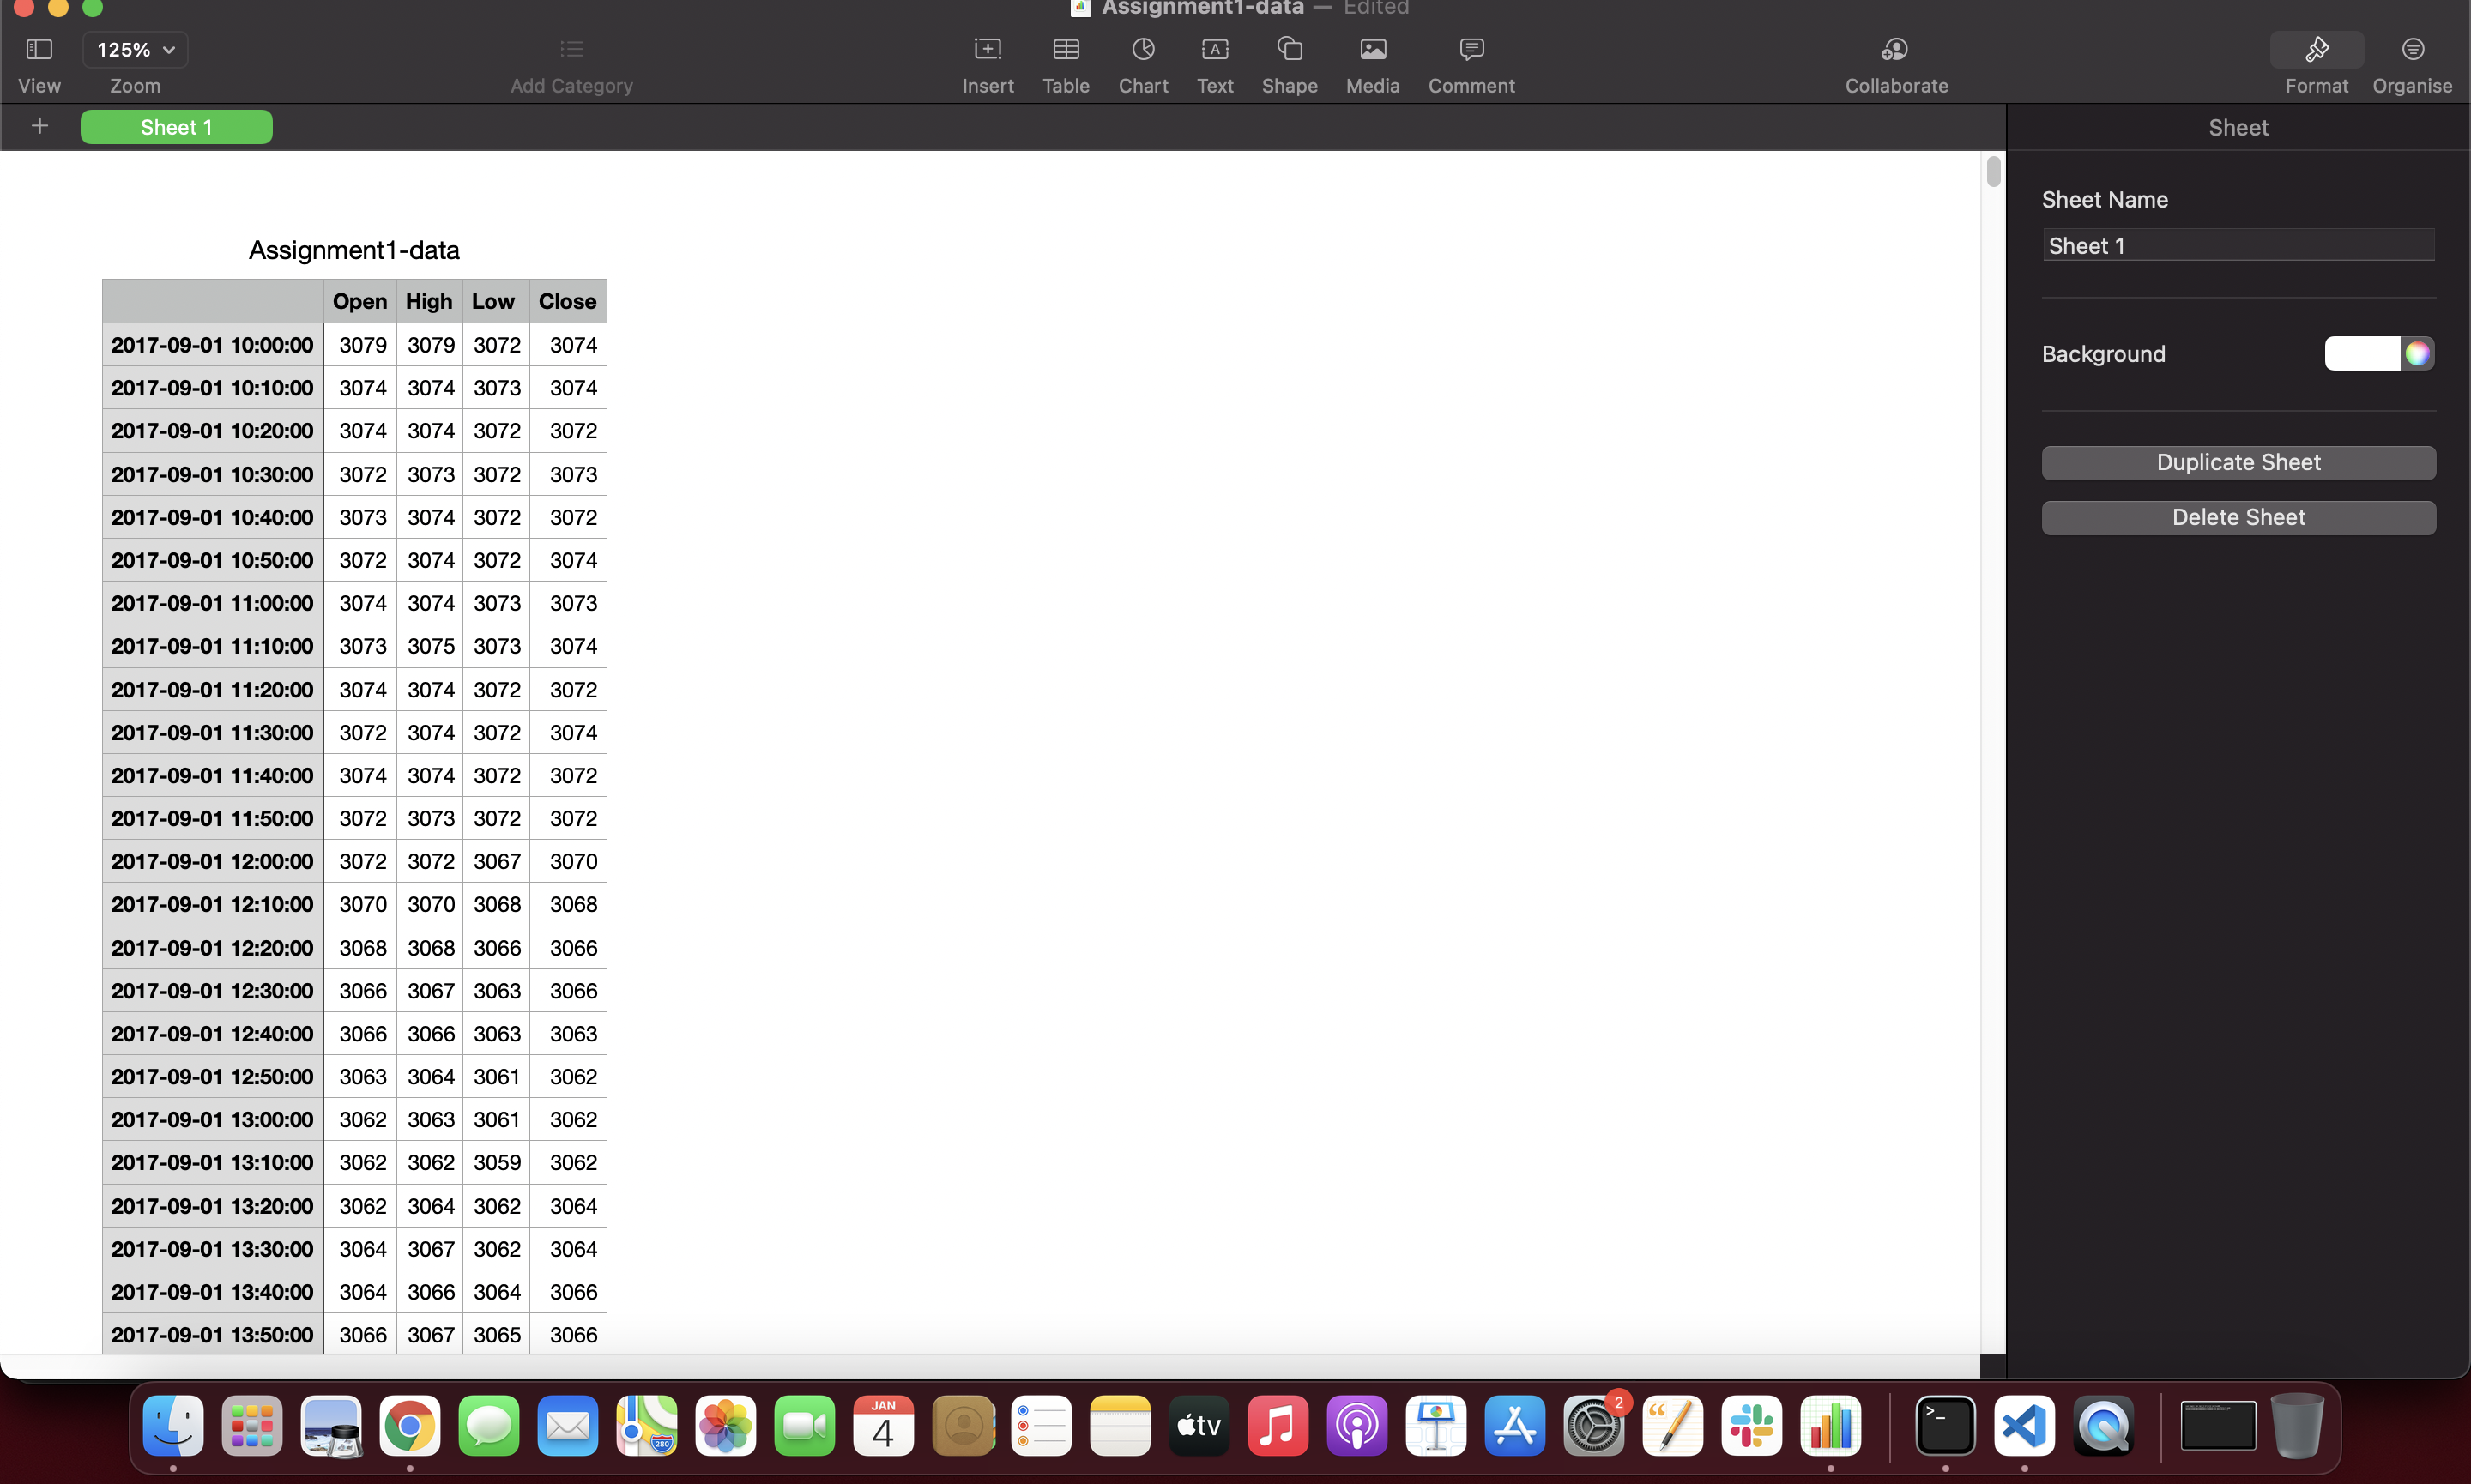 Assignment1-data — Edited
125%
View Zoom Add Category Insert Table Chart Text Shape Media Comment Collaborate Format Organise
Sheet 1
Sheet
Sheet Name
Sheet 1
Background
Duplicate Sheet
Delete Sheet
Assignment1-data
Open High Low Close
2017-09-01 10:00:00 3079 3079 3072 3074
2017-09-01 10:10:00 3074 3074 3073 3074
2017-09-01 10:20:00 3074 3074 3072 3072
2017-09-01 10:30:00 3072 3073 3072 3073
2017-09-01 10:40:00 3073 3074 3072 3072
2017-09-01 10:50:00 3072 3074 3072 3074
2017-09-01 11:00:00 3074 3074 3073 3073
2017-09-01 11:10:00 3073 3075 3073 3074
2017-09-01 11:20:00 3074 3074 3072 3072
2017-09-01 11:30:00 3072 3074 3072 3074
2017-09-01 11:40:00 3074 3074 3072 3072
2017-09-01 11:50:00 3072 3073 3072 3072
2017-09-01 12:00:00 3072 3072 3067 3070
2017-09-01 12:10:00 3070 3070 3068 3068
2017-09-01 12:20:00 3068 3068 3066 3066
2017-09-01 12:30:00 3066 3067 3063 3066
2017-09-01 12:40:00 3066 3066 3063 3063
2017-09-01 12:50:00 3063 3064 3061 3062
2017-09-01 13:00:00 3062 3063 3061 3062
2017-09-01 13:10:00 3062 3062 3059 3062
2017-09-01 13:20:00 3062 3064 3062 3064
2017-09-01 13:30:00 3064 3067 3062 3064
2017-09-01 13:40:00 3064 3066 3064 3066
2017-09-01 13:50:00 3066 3067 3065 3066
280
JAN
4
tv
2
>_